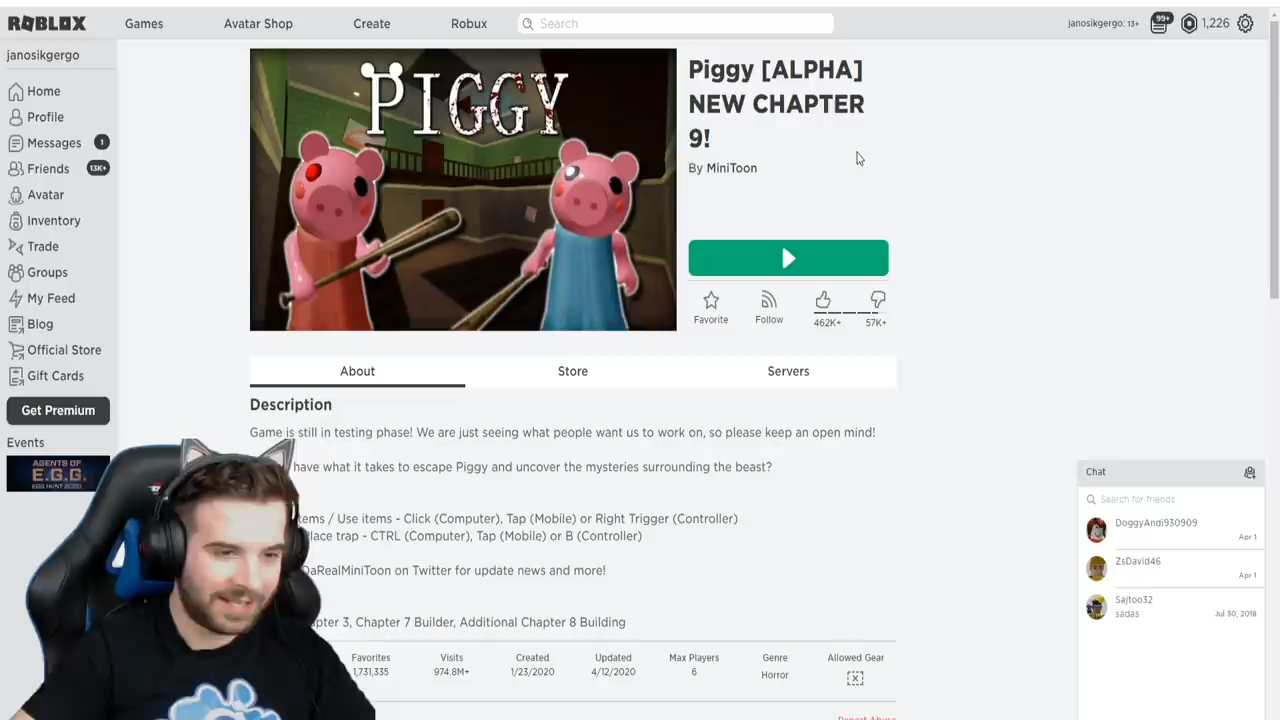 ROBLOX
Games
Avatar Shop
Create
Robux
Search
janosikgergo: 13+
99+
1,226
janosikgergo
Home
Profile
Messages
1
Friends
13K+
Avatar
Inventory
Trade
Groups
My Feed
Blog
Official Store
Gift Cards
Get Premium
Events
AGENTS OF
E.G.G.
EGG HUNT 2020
PIGGY
Piggy [ALPHA]
NEW CHAPTER
9!
By MiniToon
Favorite
Follow
462K+
57K+
About
Store
Servers
Description
Game is still in testing phase! We are just seeing what people want us to work on, so please keep an open mind!
have what it takes to escape Piggy and uncover the mysteries surrounding the beast?
tems / Use items - Click (Computer), Tap (Mobile) or Right Trigger (Controller)
lace trap - CTRL (Computer), Tap (Mobile) or B (Controller)
DaRealMiniToon on Twitter for update news and more!
pter 3, Chapter 7 Builder, Additional Chapter 8 Building
Favorites
Visits
Created
Updated
Max Players
Genre
Allowed Gear
1,731,335
974.8M+
1/23/2020
4/12/2020
6
Horror
Report Abuse
Chat
Search for friends
DoggyAndi930909
Apr 1
ZsDavid46
Apr 1
Sajtoo32
sadas
Jul 30, 2018